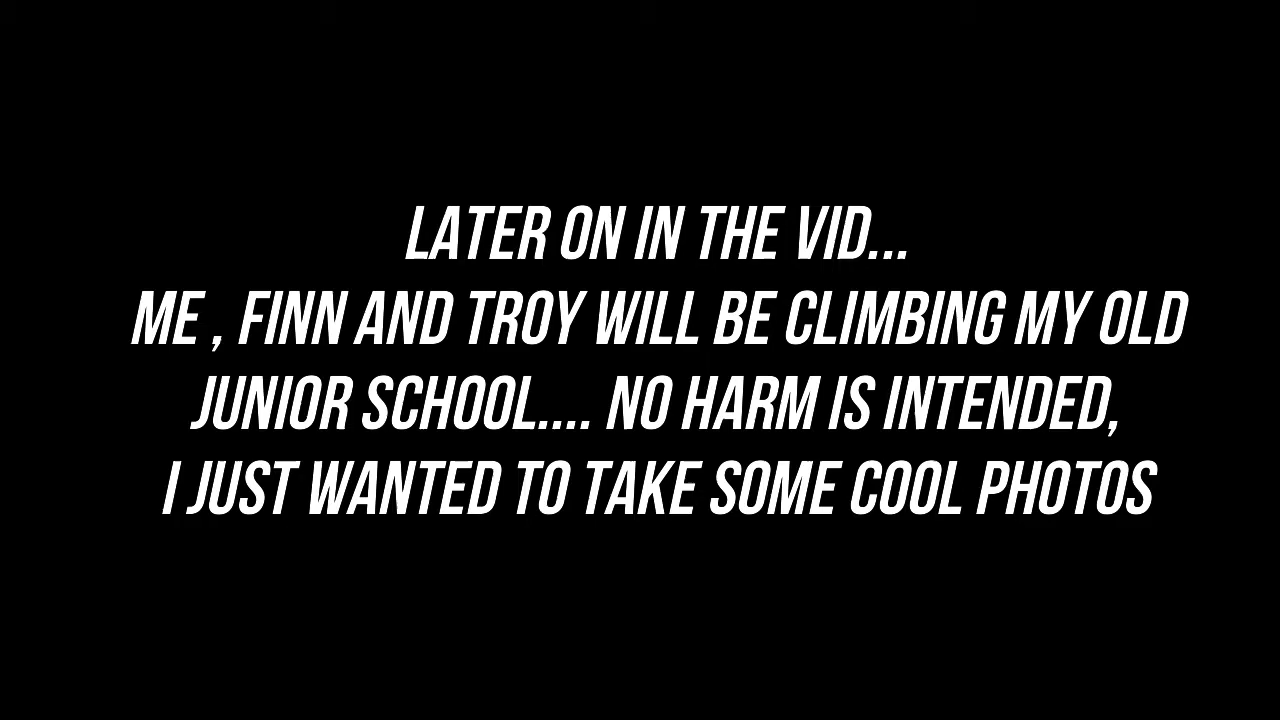 LATER ON IN THE VID...
ME , FINN AND TROY WILL BE CLIMBING MY OLD
JUNIOR SCHOOL.... NO HARM IS INTENDED,
I JUST WANTED TO TAKE SOME COOL PHOTOS